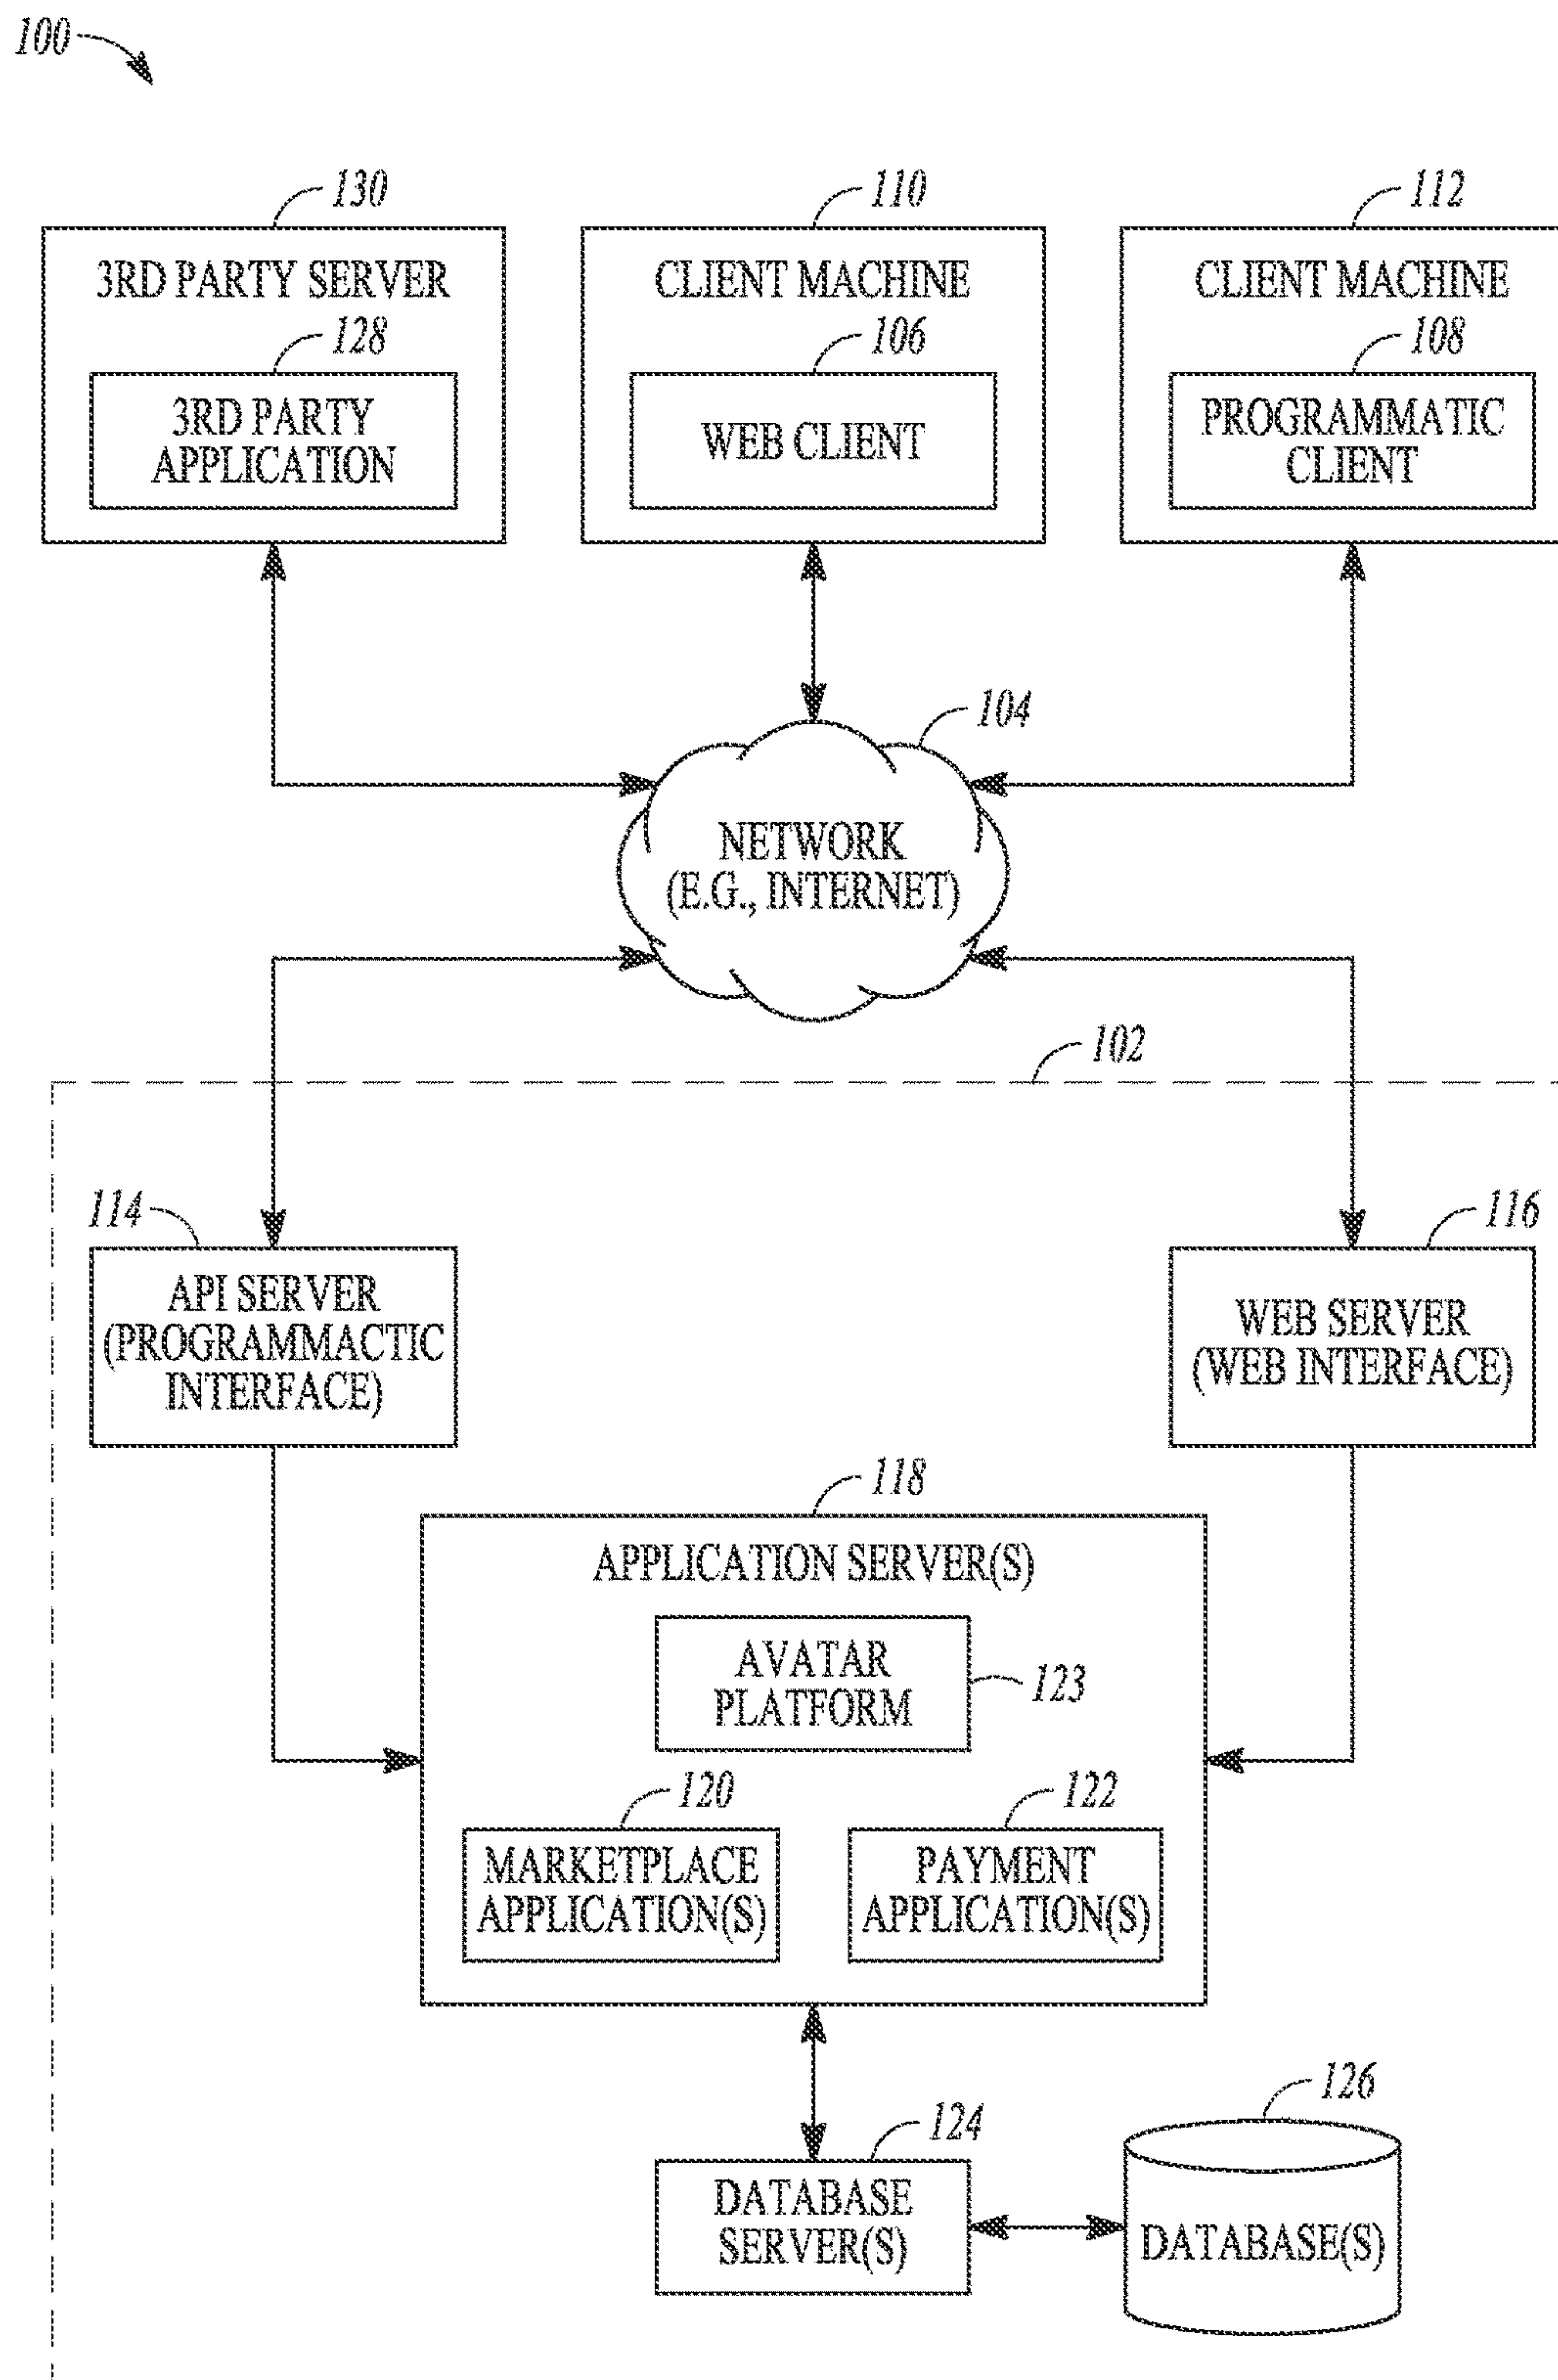 100
130
3RD PARTY SERVER
128
3RD PARTY
APPLICATION
110
CLIENT MACHINE
106
WEB CLIENT
112
CLIENT MACHINE
108
PROGRAMMATIC
CLIENT
104
NETWORK
(E.G., INTERNET)
102
114
API SERVER
(PROGRAMMACTIC
INTERFACE)
116
WEB SERVER
(WEB INTERFACE)
118
APPLICATION SERVER(S)
AVATAR
PLATFORM
123
120
MARKETPLACE
APPLICATION(S)
122
PAYMENT
APPLICATION(S)
124
DATABASE
SERVER(S)
126
DATABASE(S)